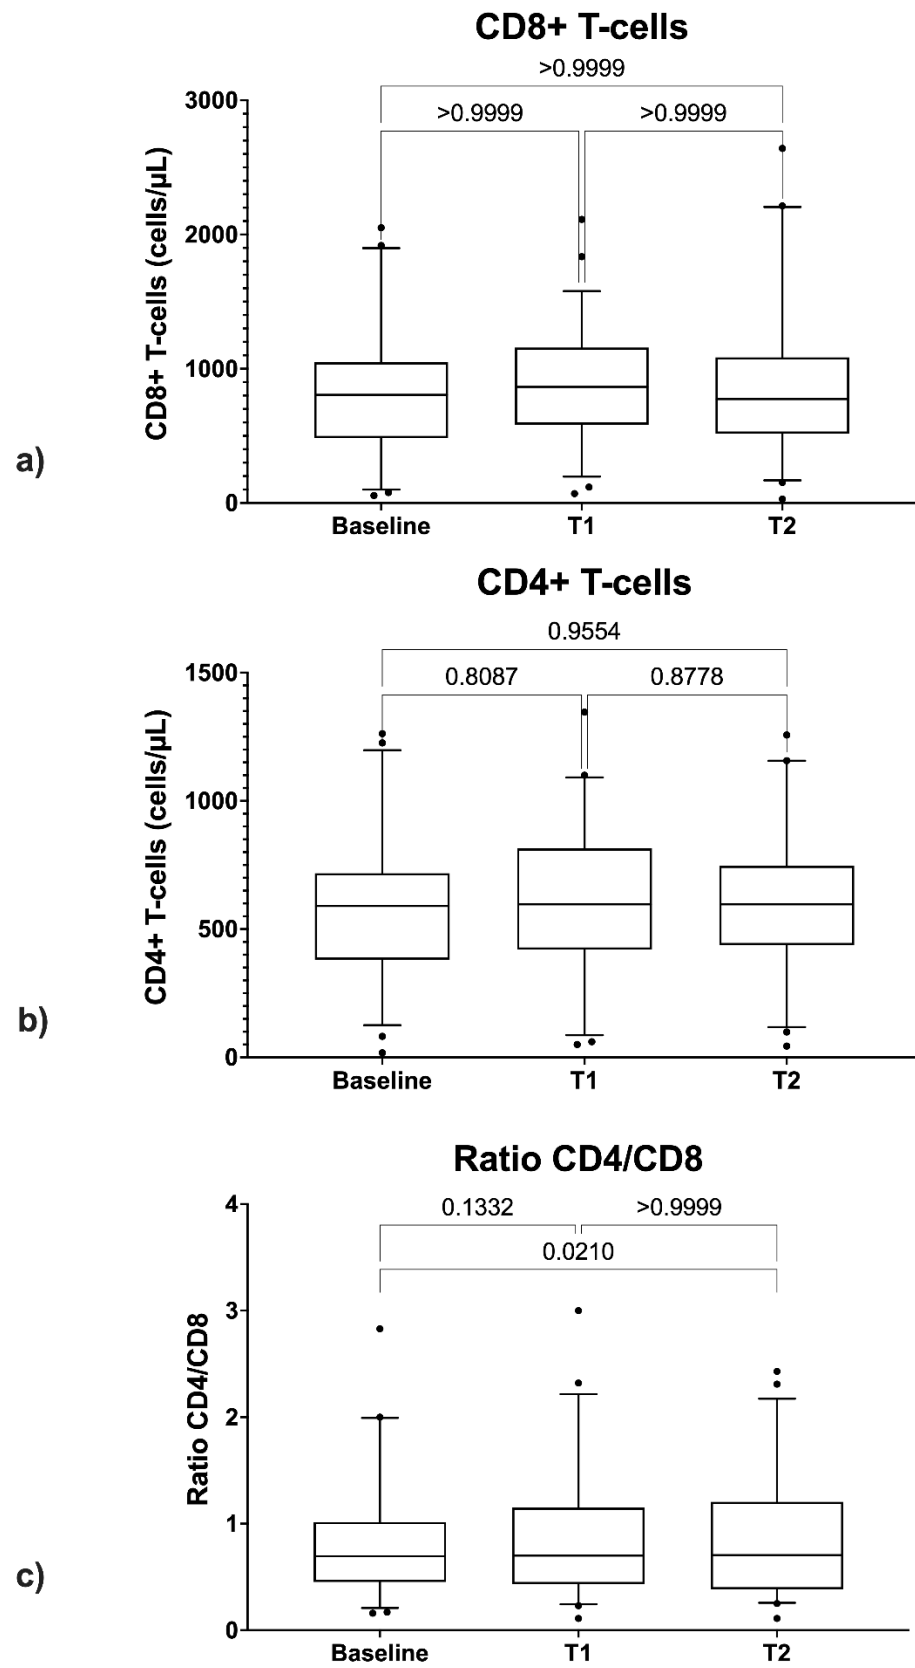 CD8+ T-cells
>0.9999
>0.9999 >0.9999
3000
2000
1000
0
CD8+ T-cells (cells/µL)
a)
Baseline T1 T2
CD4+ T-cells
0.9554
0.8087 0.8778
1500
1000
500
0
CD4+ T-cells (cells/µL)
b)
Baseline T1 T2
Ratio CD4/CD8
0.1332 >0.9999
0.0210
4
3
2
1
0
Ratio CD4/CD8
c)
Baseline T1 T2